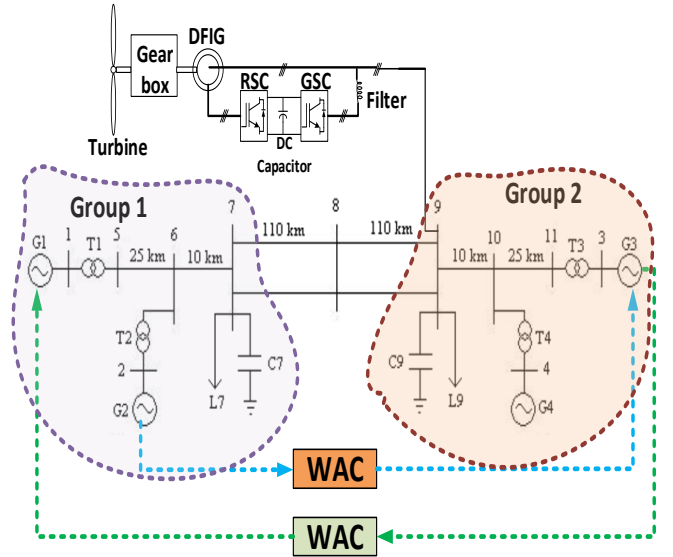 DFIG
Gear
box
RSC
GSC
Filter
DC
Capacitor
Turbine
Group 1
Group 2
7
8
9
110 km
110 km
G1
1
T1
5
25 km
6
10 km
10 km
10
25 km
11
T3
3
G3
T2
2
G2
C7
L7
C9
L9
T4
4
G4
WAC
WAC